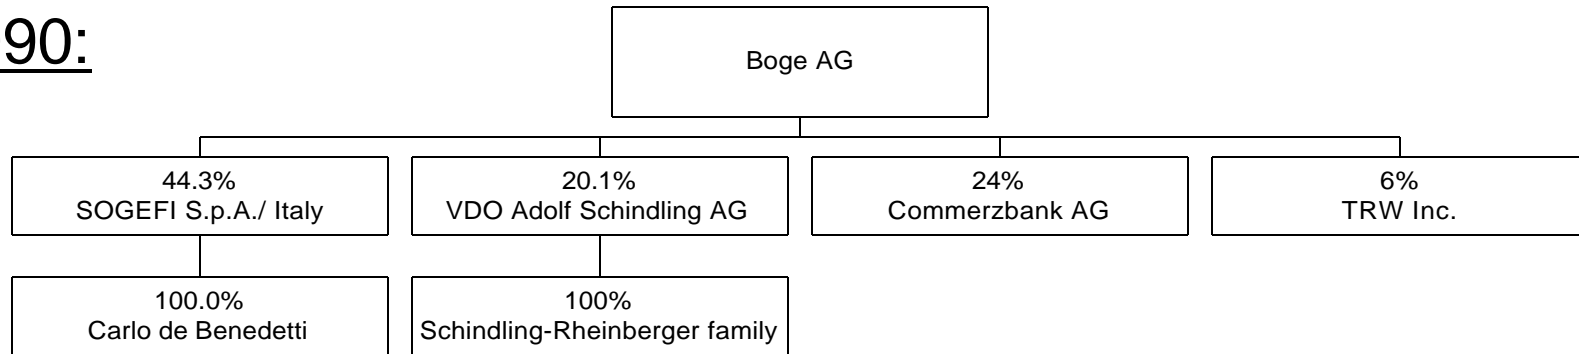 90:
Boge AG
44.3%
SOGEFI S.p.A./ Italy
20.1%
VDO Adolf Schindling AG
24%
Commerzbank AG
6%
TRW Inc.
100.0%
Carlo de Benedetti
100%
Schindling-Rheinberger family